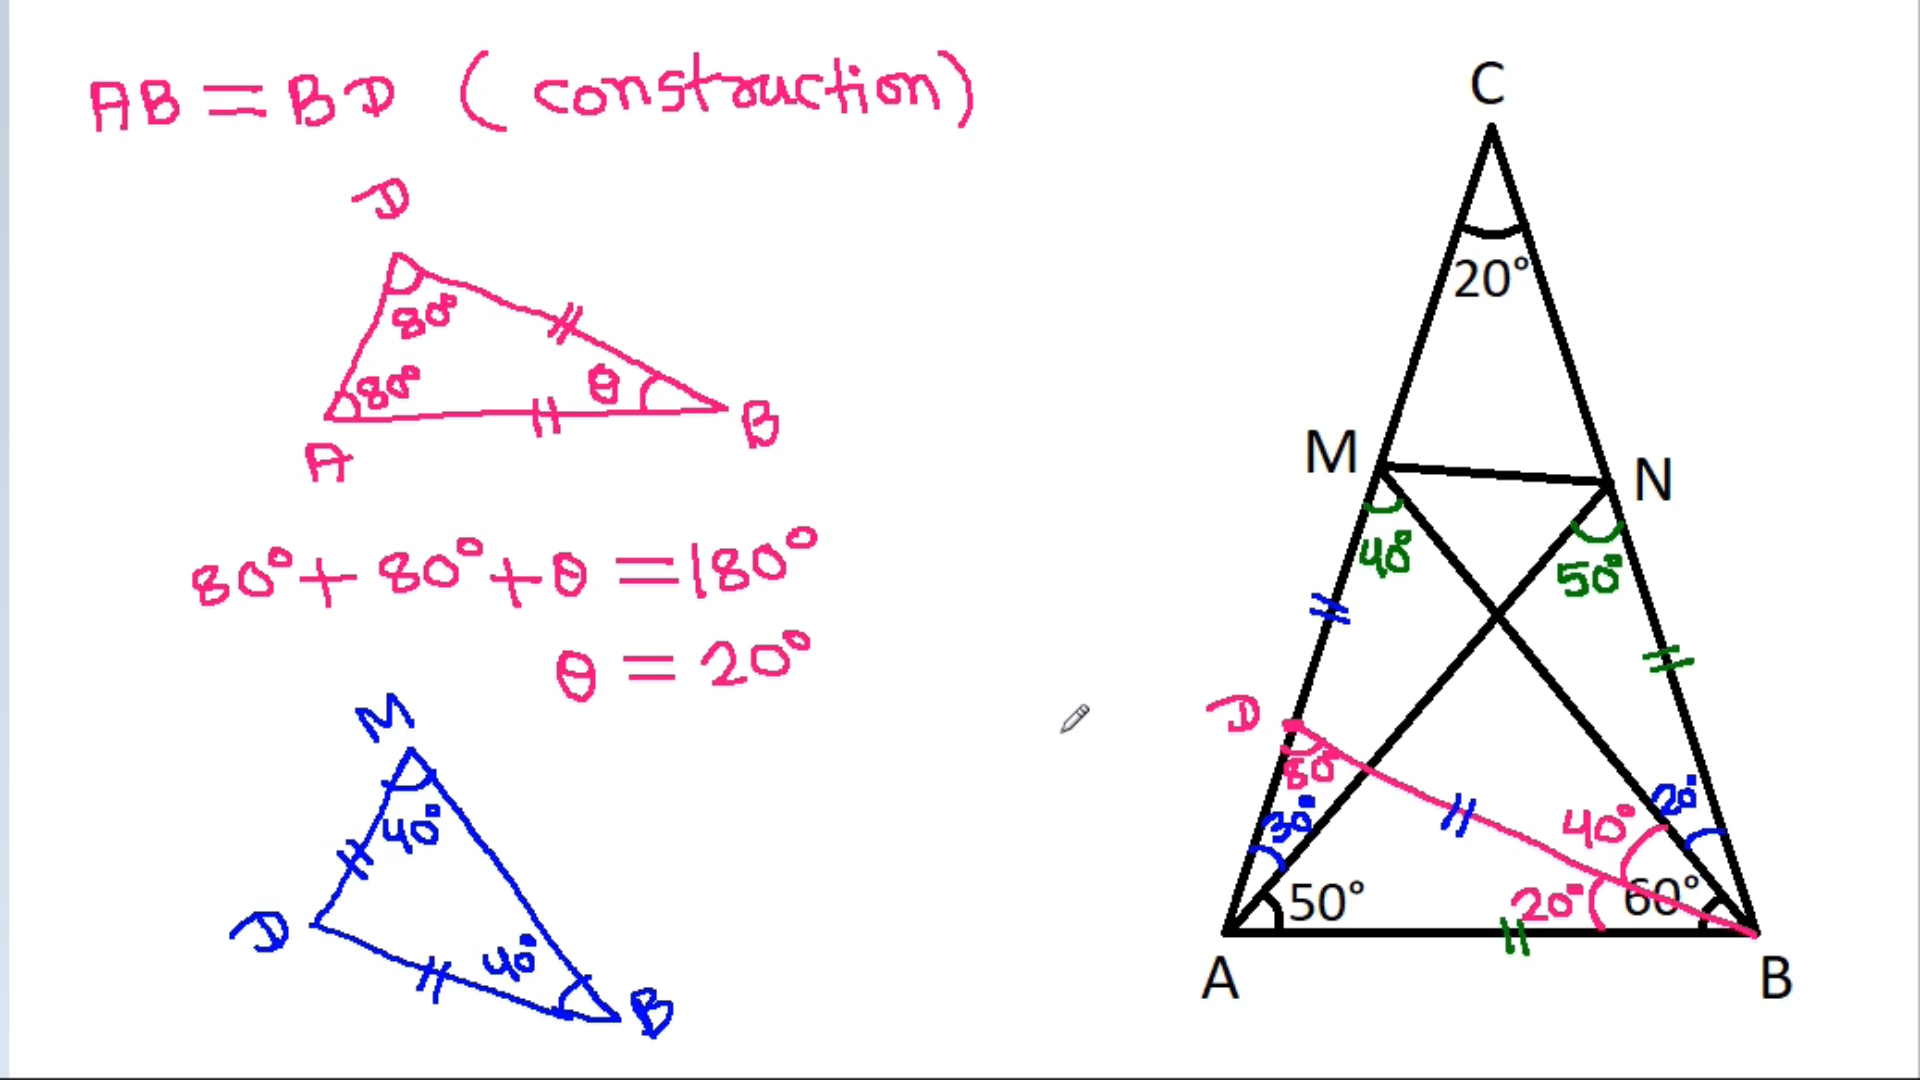 AB = BD (construction)
D
80°
80°
θ
A
B
80° + 80° + θ = 180°
θ = 20°
M
40°
D
40°
B
C
20°
M
N
40°
50°
D
80°
30°
40°
20°
50°
20°
60°
A
B